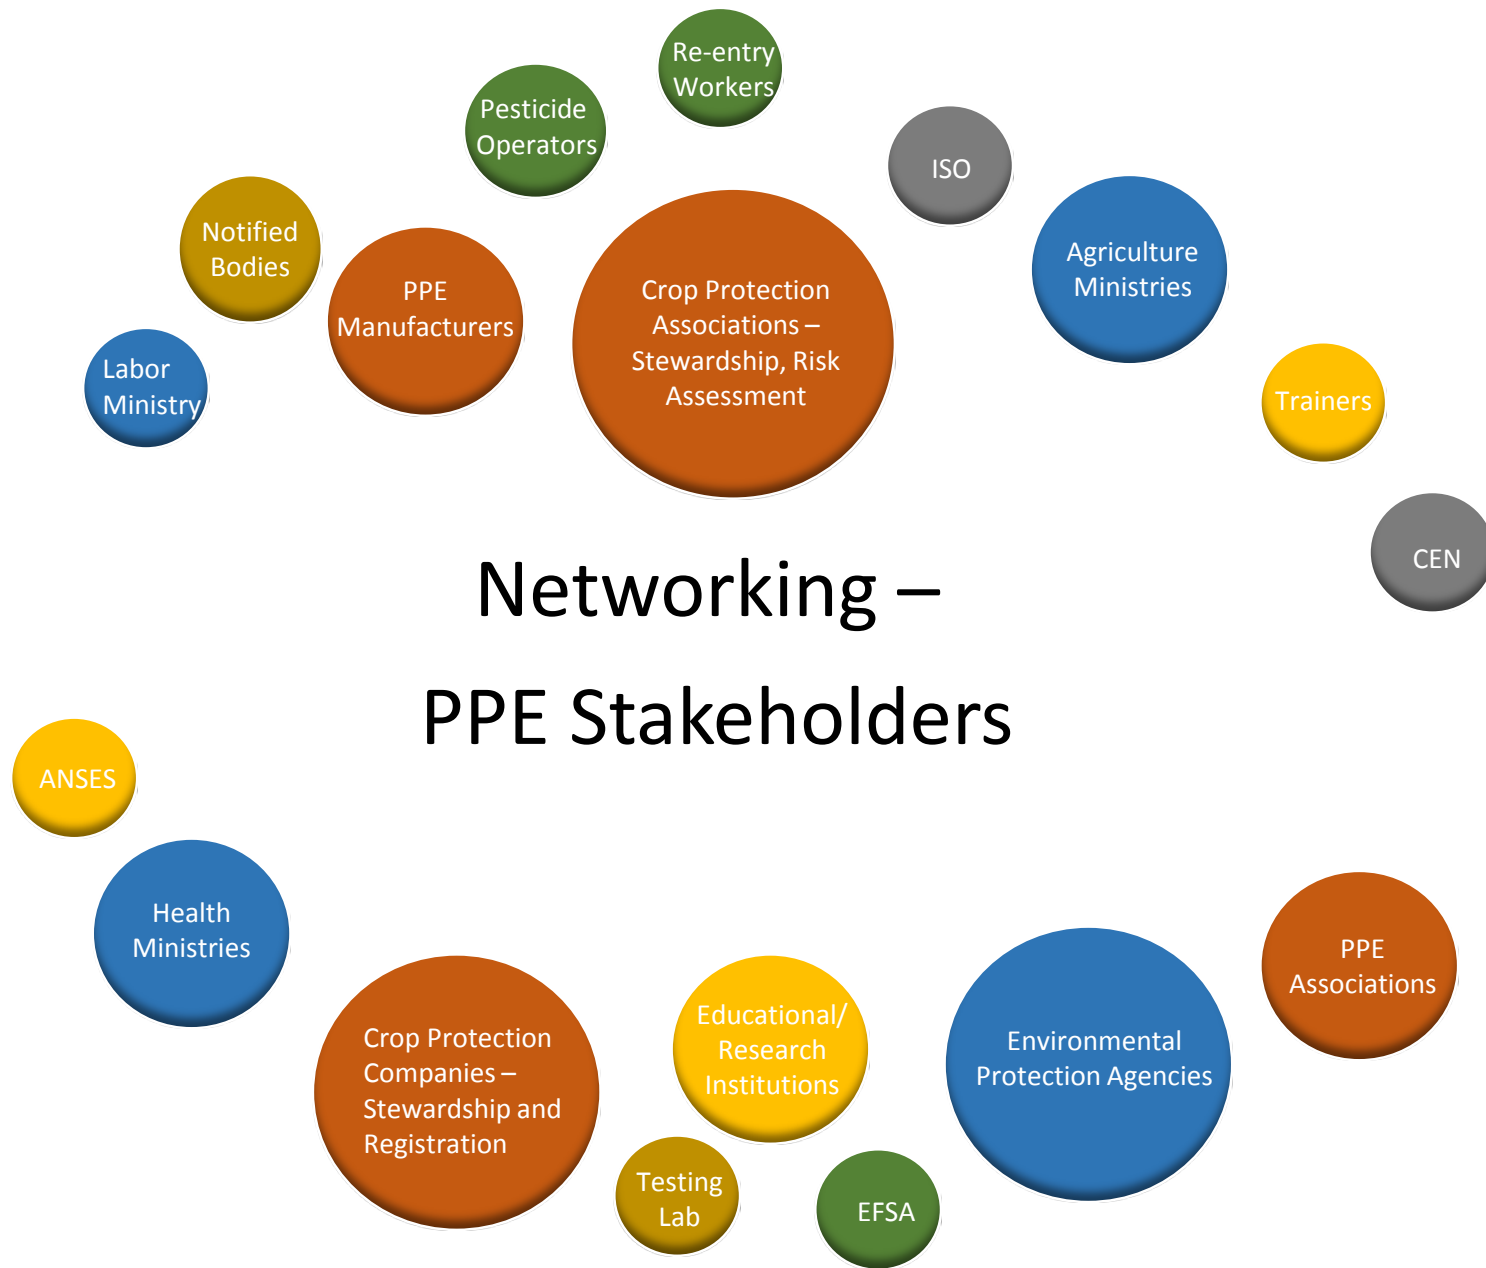 Re-entry
Workers
Pesticide
Operators
ISO
Notified
Bodies
Agriculture
Ministries
PPE
Manufacturers
Crop Protection
Associations –
Stewardship, Risk
Assessment
Labor
Ministry
Trainers
CEN
Networking –
PPE Stakeholders
ANSES
Health
Ministries
PPE
Associations
Crop Protection
Companies –
Stewardship and
Registration
Educational/
Research
Institutions
Environmental
Protection Agencies
Testing
Lab
EFSA